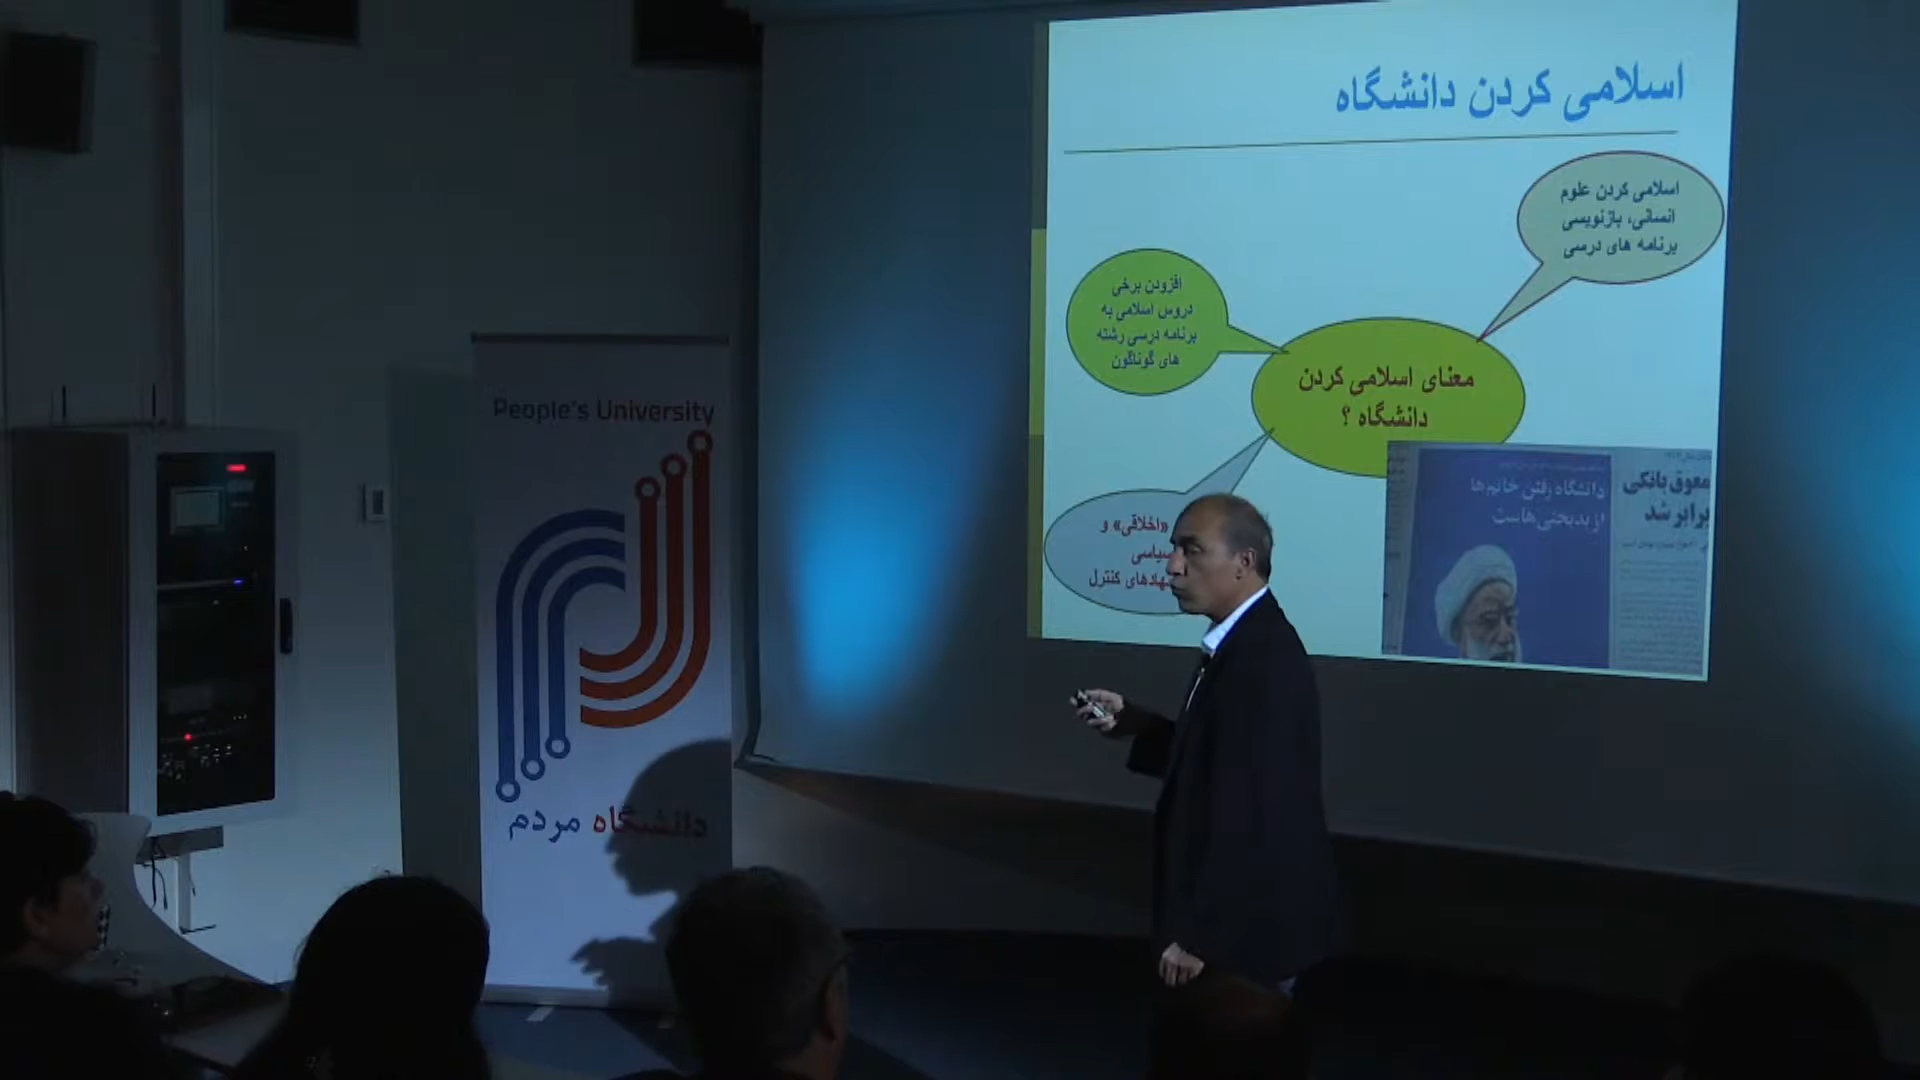 اسلامی کردن دانشگاه
اسلامی کردن علوم
انسانی، بازنویسی
برنامه های درسی
افزودن برخی
دروس اسلامی به
برنامه درسی رشته
های گوناگون
معنای اسلامی کردن
دانشگاه ؟
«اخلاقی» و
سیاسی
نهادهای کنترل
دانشگاه رفتن خانم‌ها
از بدبختی‌هاست
معوق بانکی
برابر شد
People's University
دانشگاه مردم